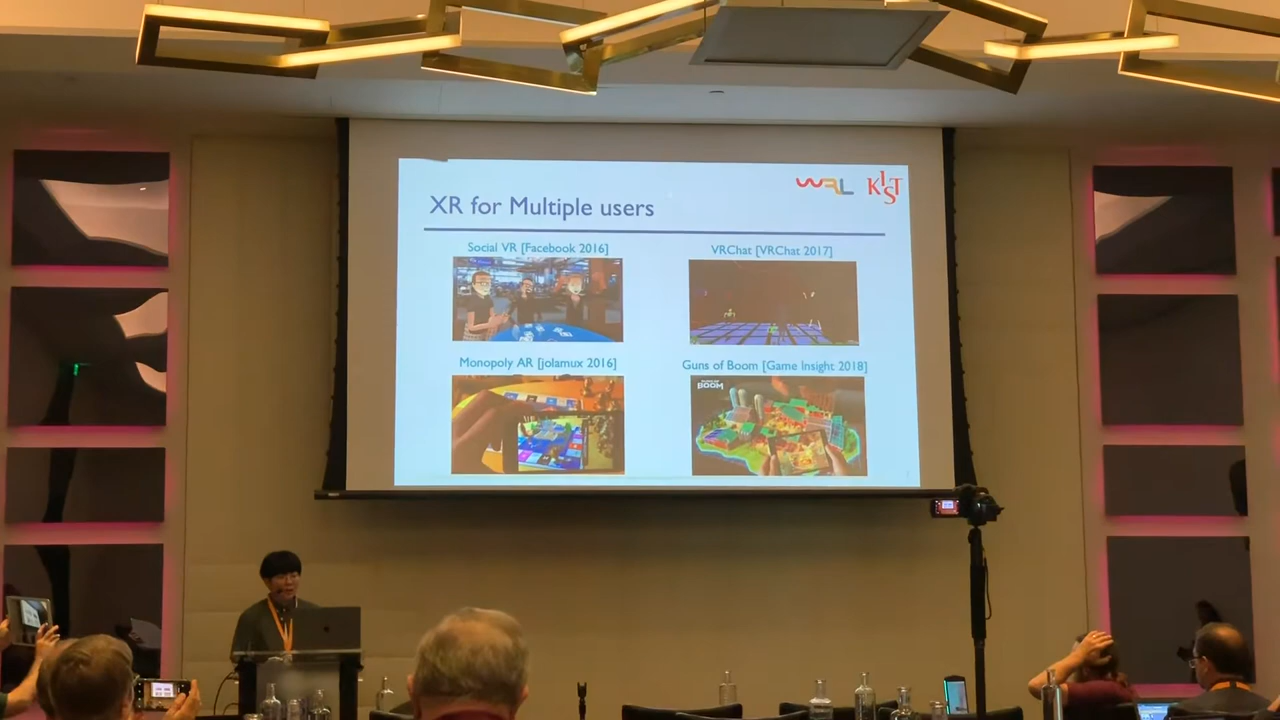 WRL
KIST
XR for Multiple users
Social VR [Facebook 2016]
VRChat [VRChat 2017]
Monopoly AR [jolamux 2016]
Guns of Boom [Game Insight 2018]
BOOM